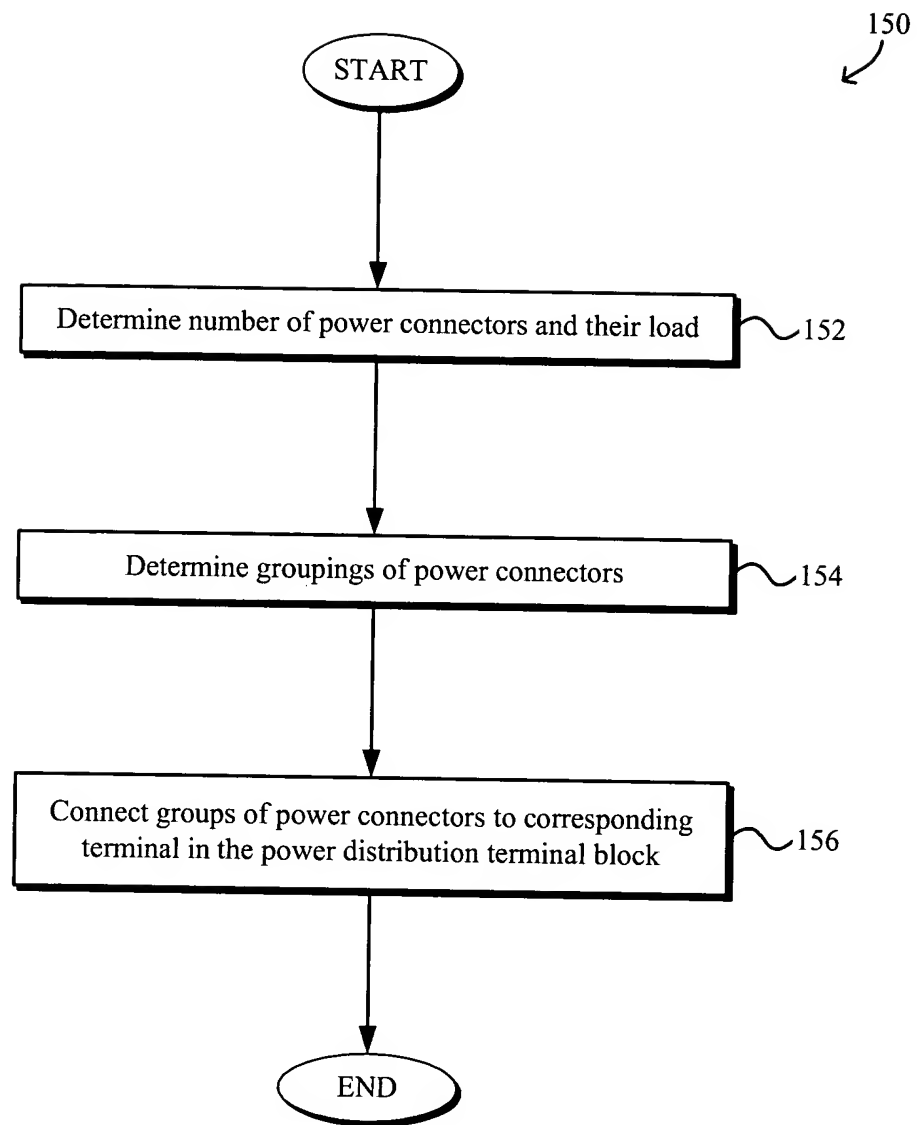 150
START
Determine number of power connectors and their load
152
Determine groupings of power connectors
154
Connect groups of power connectors to corresponding
terminal in the power distribution terminal block
156
END